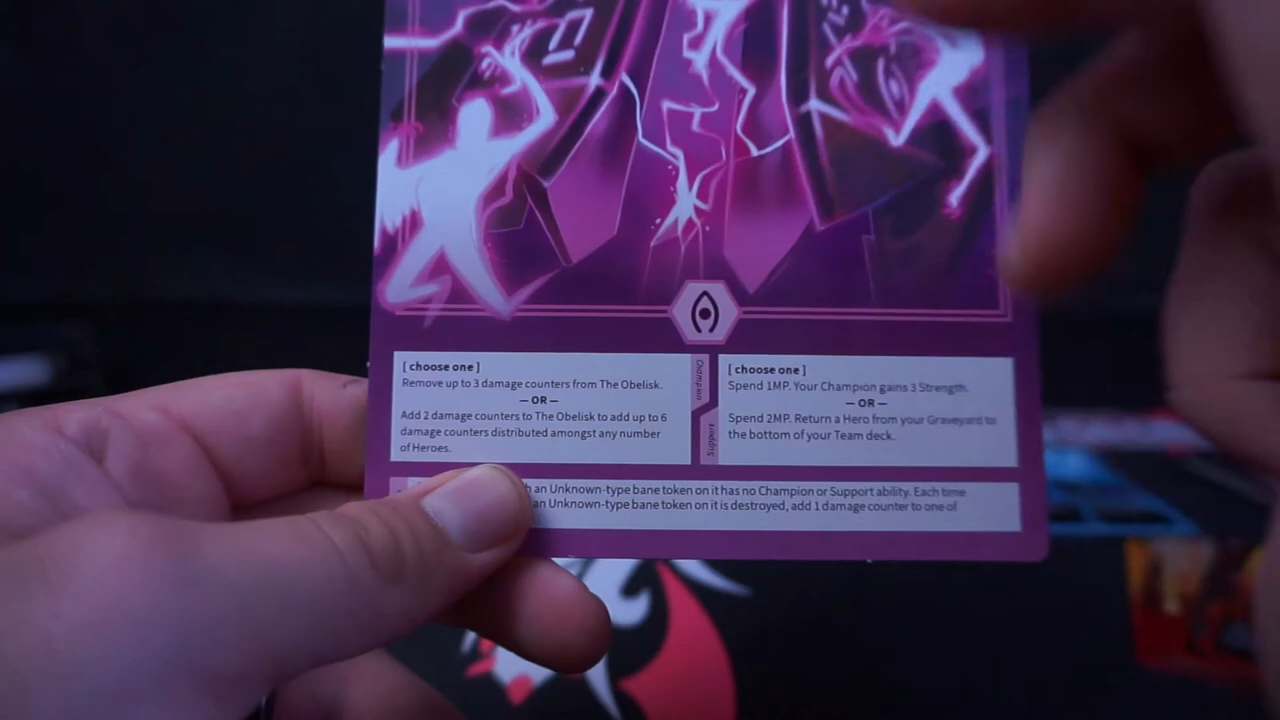 [ choose one ]
Remove up to 3 damage counters from The Obelisk.
— OR —
Add 2 damage counters to The Obelisk to add up to 6
damage counters distributed amongst any number
of Heroes.
Champion
Support
[ choose one ]
Spend 1MP. Your Champion gains 3 Strength.
— OR —
Spend 2MP. Return a Hero from your Graveyard to
the bottom of your Team deck.
an Unknown-type bane token on it has no Champion or Support ability. Each time
an Unknown-type bane token on it is destroyed, add 1 damage counter to one of